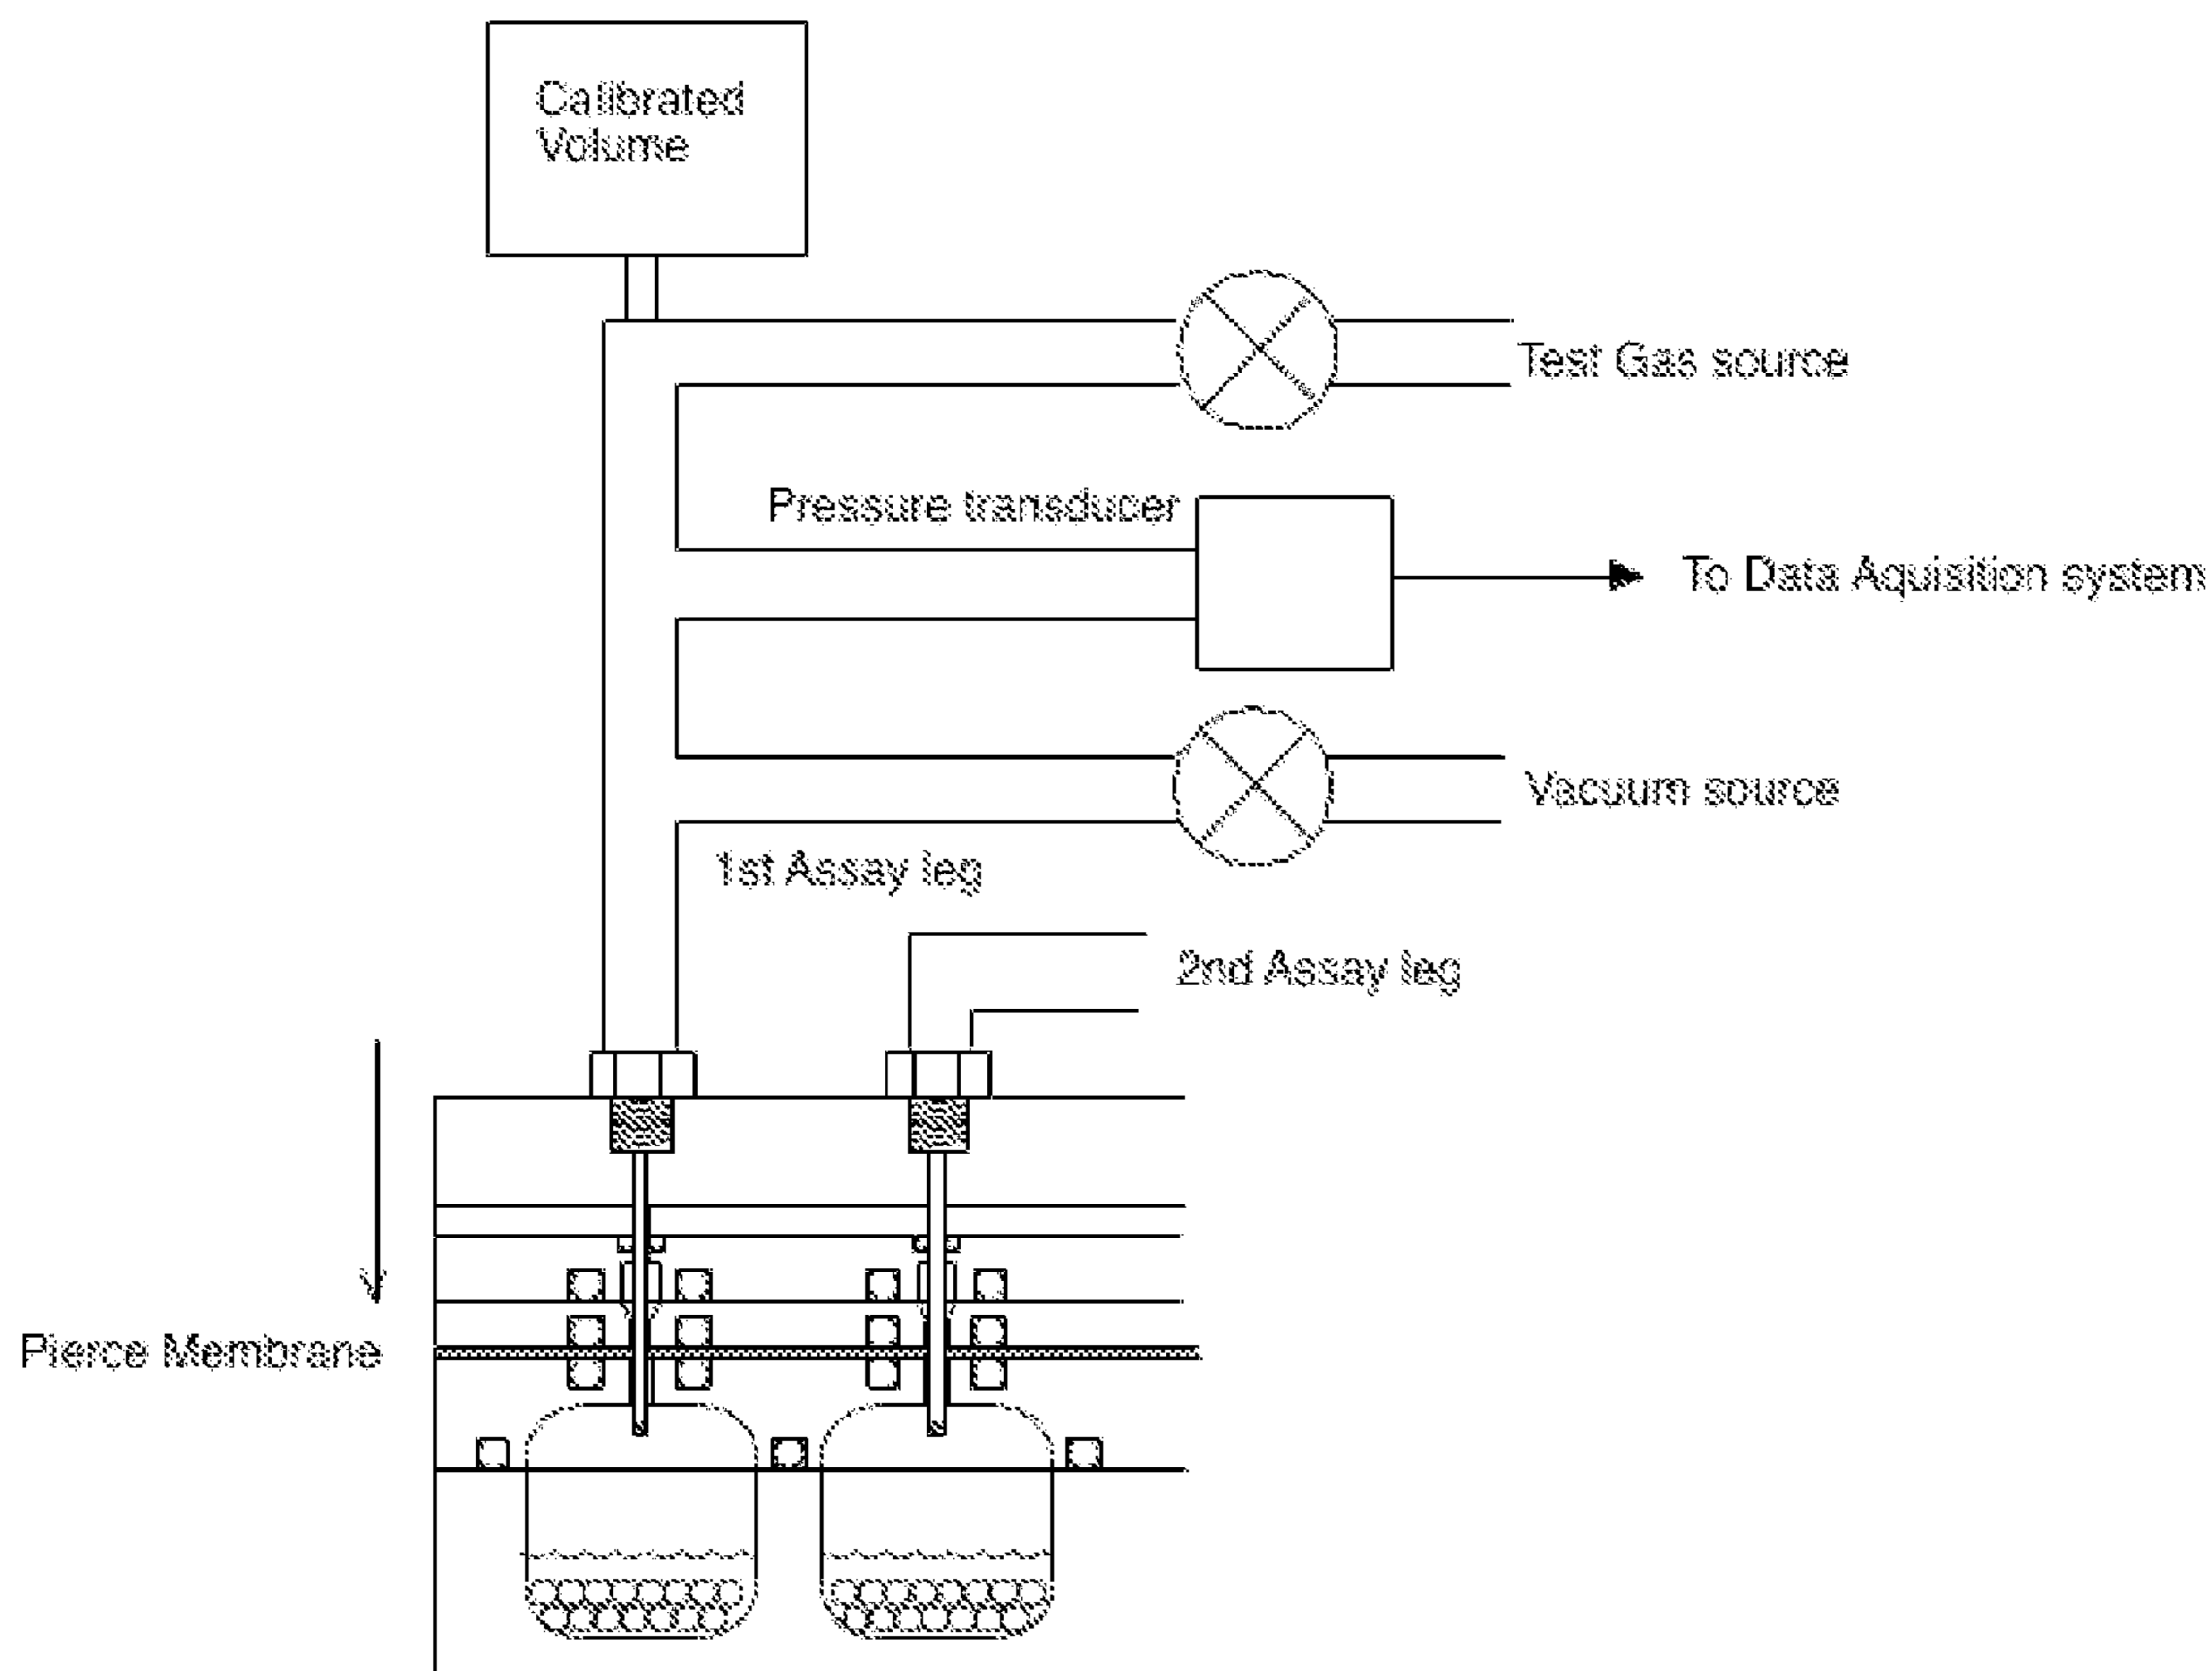 Calibrated
Volume
Test Gas source
Pressure transducer
To Data Aquisition system
Vacuum source
1st Assay leg
2nd Assay leg
Pierce Membrane